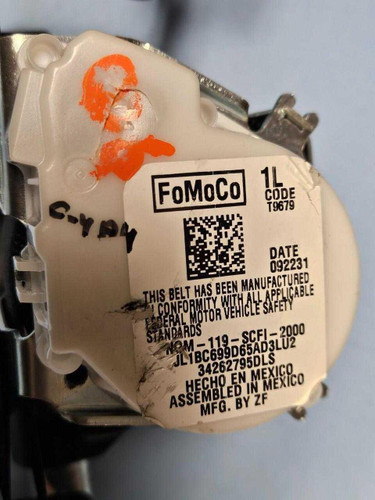 FoMoCo
1L
CODE
T9679
DATE
092231
THIS BELT HAS BEEN MANUFACTURED
I CONFORMITY WITH ALL APPLICABLE
FEDERAL MOTOR VEHICLE SAFETY
STANDARDS
NOM-119-SCFI-2000
JL1BC699D65AD3LU2
34262795DLS
HECHO EN MEXICO
ASSEMBLED IN MEXICO
MFG. BY ZF